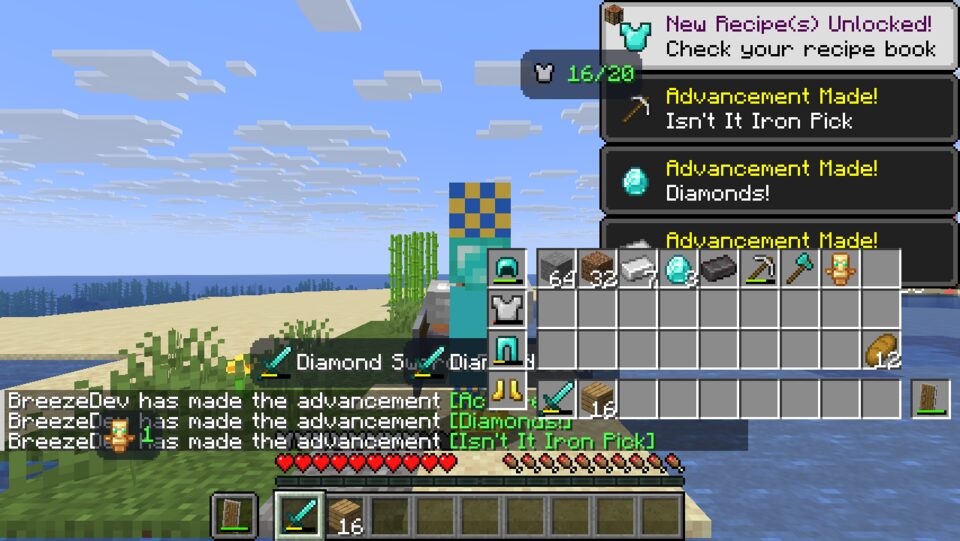 New Recipe(s) Unlocked!
Check your recipe book
16/20
Advancement Made!
Isn't It Iron Pick
Advancement Made!
Diamonds!
Advancement Made!
64
32
7
3
12
Diamond
16
BreezeDev has made the advancement
BreezeDev has made the advancement [Diamonds!]
BreezeDev has made the advancement [Isn't It Iron Pick]
1
16